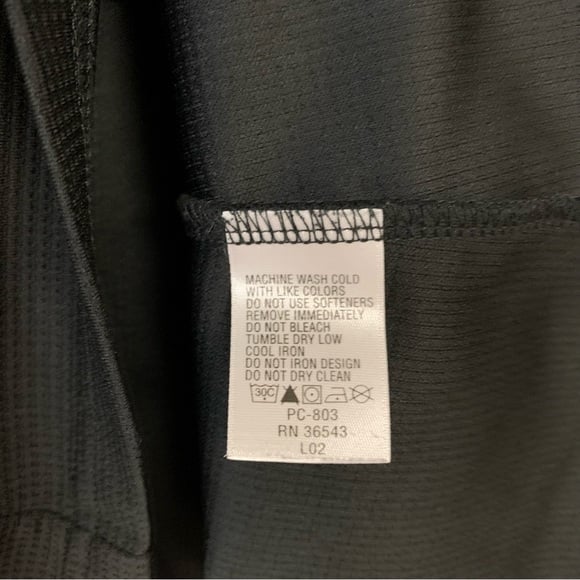 MACHINE WASH COLD
WITH LIKE COLORS
DO NOT USE SOFTENERS
REMOVE IMMEDIATELY
DO NOT BLEACH
TUMBLE DRY LOW
COOL IRON
DO NOT IRON DESIGN
DO NOT DRY CLEAN
30C
PC-803
RN 36543
L02